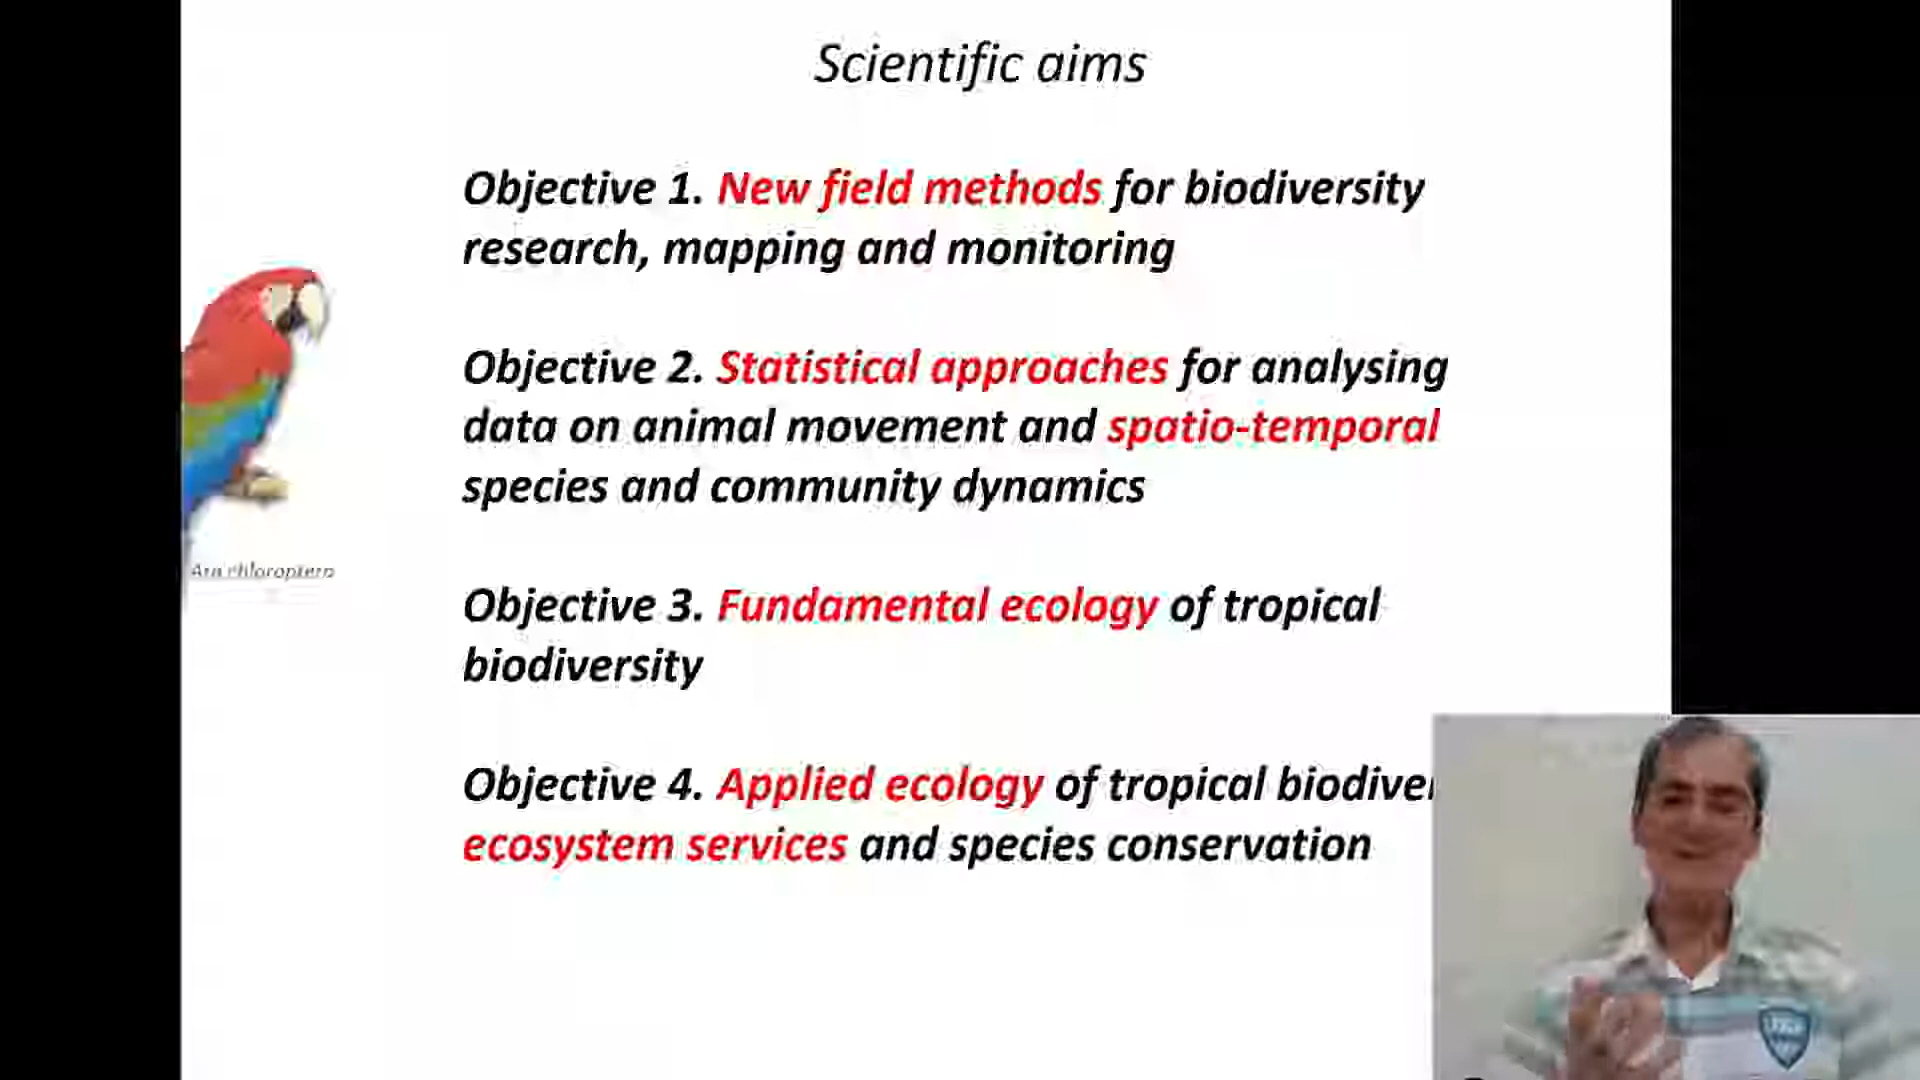 Scientific aims
Objective 1. New field methods for biodiversity
research, mapping and monitoring
Objective 2. Statistical approaches for analysing
data on animal movement and spatio-temporal
species and community dynamics
Ara chloroptera
Objective 3. Fundamental ecology of tropical
biodiversity
Objective 4. Applied ecology of tropical
ecosystem services and species conservation